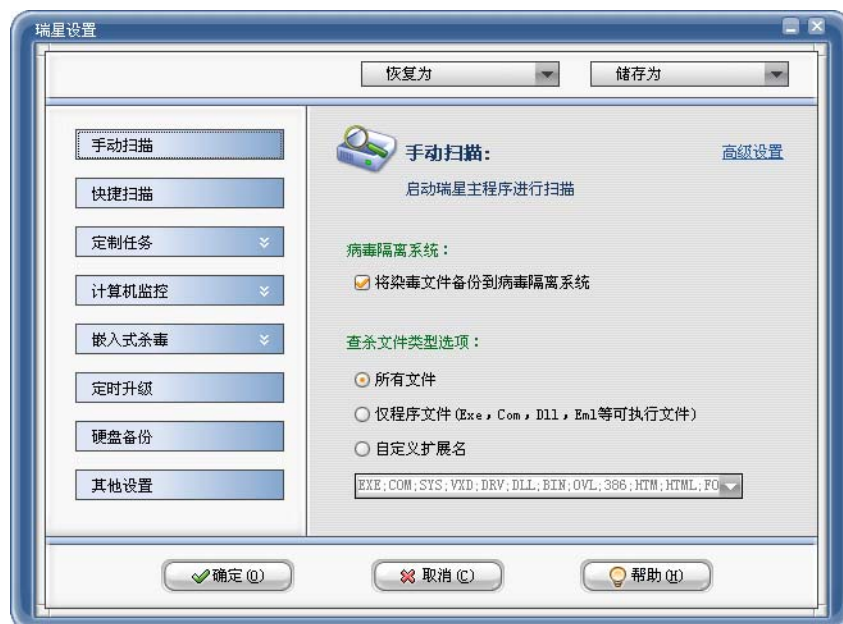 瑞星设置
恢复为
储存为
手动扫描
快捷扫描
定制任务
计算机监控
嵌入式杀毒
定时升级
硬盘备份
其他设置
手动扫描:
高级设置
启动瑞星主程序进行扫描
病毒隔离系统:
将染毒文件备份到病毒隔离系统
查杀文件类型选项:
所有文件
仅程序文件(Exe,Com,Dll,Eml等可执行文件)
自定义扩展名
EXE;COM;SYS;VXD;DRV;DLL;BIN;OVL;386;HTM;HTML;FO
确定(O)
取消(C)
帮助(H)